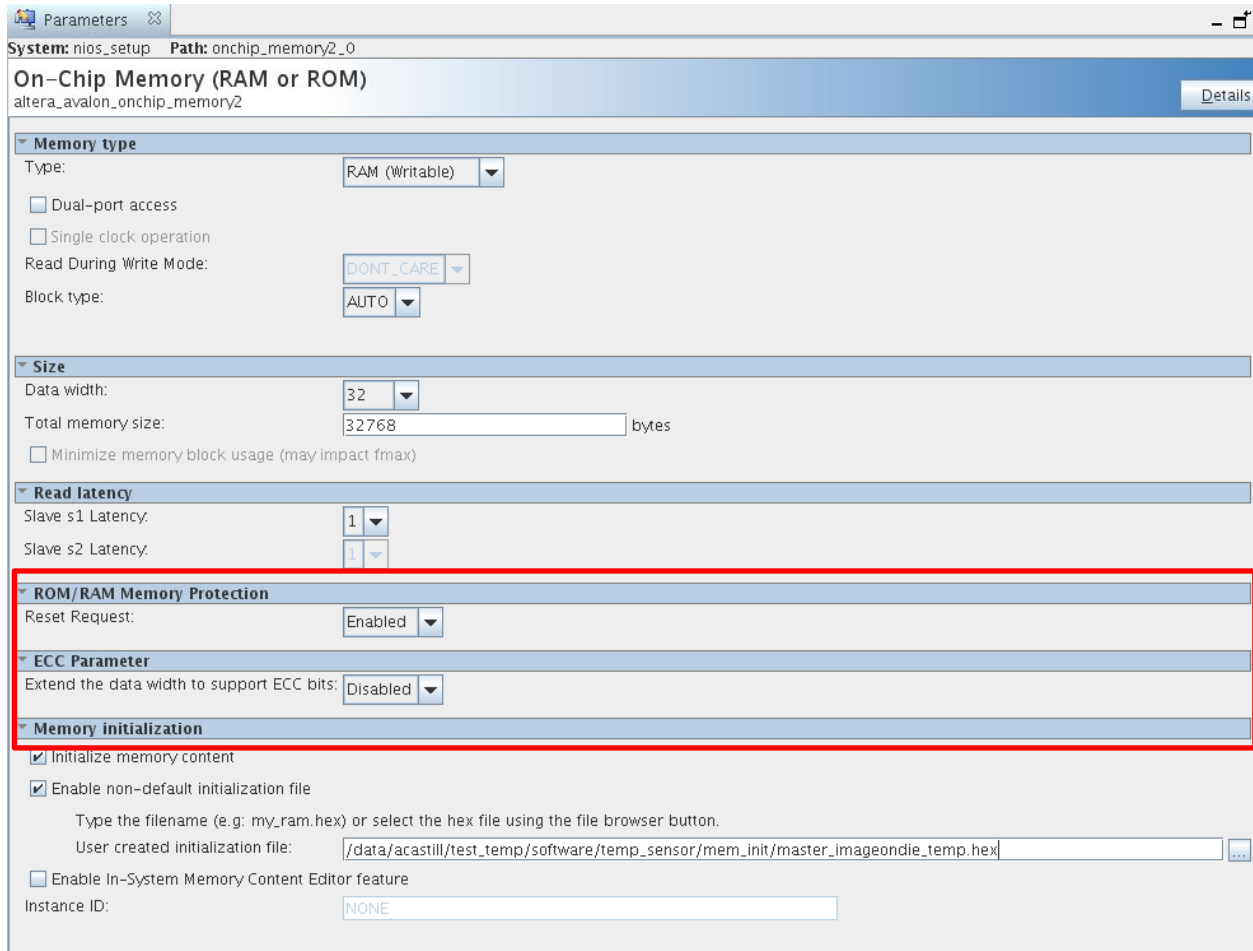 Parameters
System: nios_setup Path: onchip_memory2_0
On-Chip Memory (RAM or ROM)
altera_avalon_onchip_memory2
Details
Memory type
Type: RAM (Writable)
Dual-port access
Single clock operation
Read During Write Mode: DONT_CARE
Block type: AUTO
Size
Data width: 32
Total memory size: 32768 bytes
Minimize memory block usage (may impact fmax)
Read latency
Slave s1 Latency: 1
Slave s2 Latency: 1
ROM/RAM Memory Protection
Reset Request: Enabled
ECC Parameter
Extend the data width to support ECC bits: Disabled
Memory initialization
Initialize memory content
Enable non-default initialization file
Type the filename (e.g: my_ram.hex) or select the hex file using the file browser button.
User created initialization file: /data/acastill/test_temp/software/temp_sensor/mem_init/master_imageondie_temp.hex ...
Enable In-System Memory Content Editor feature
Instance ID: NONE